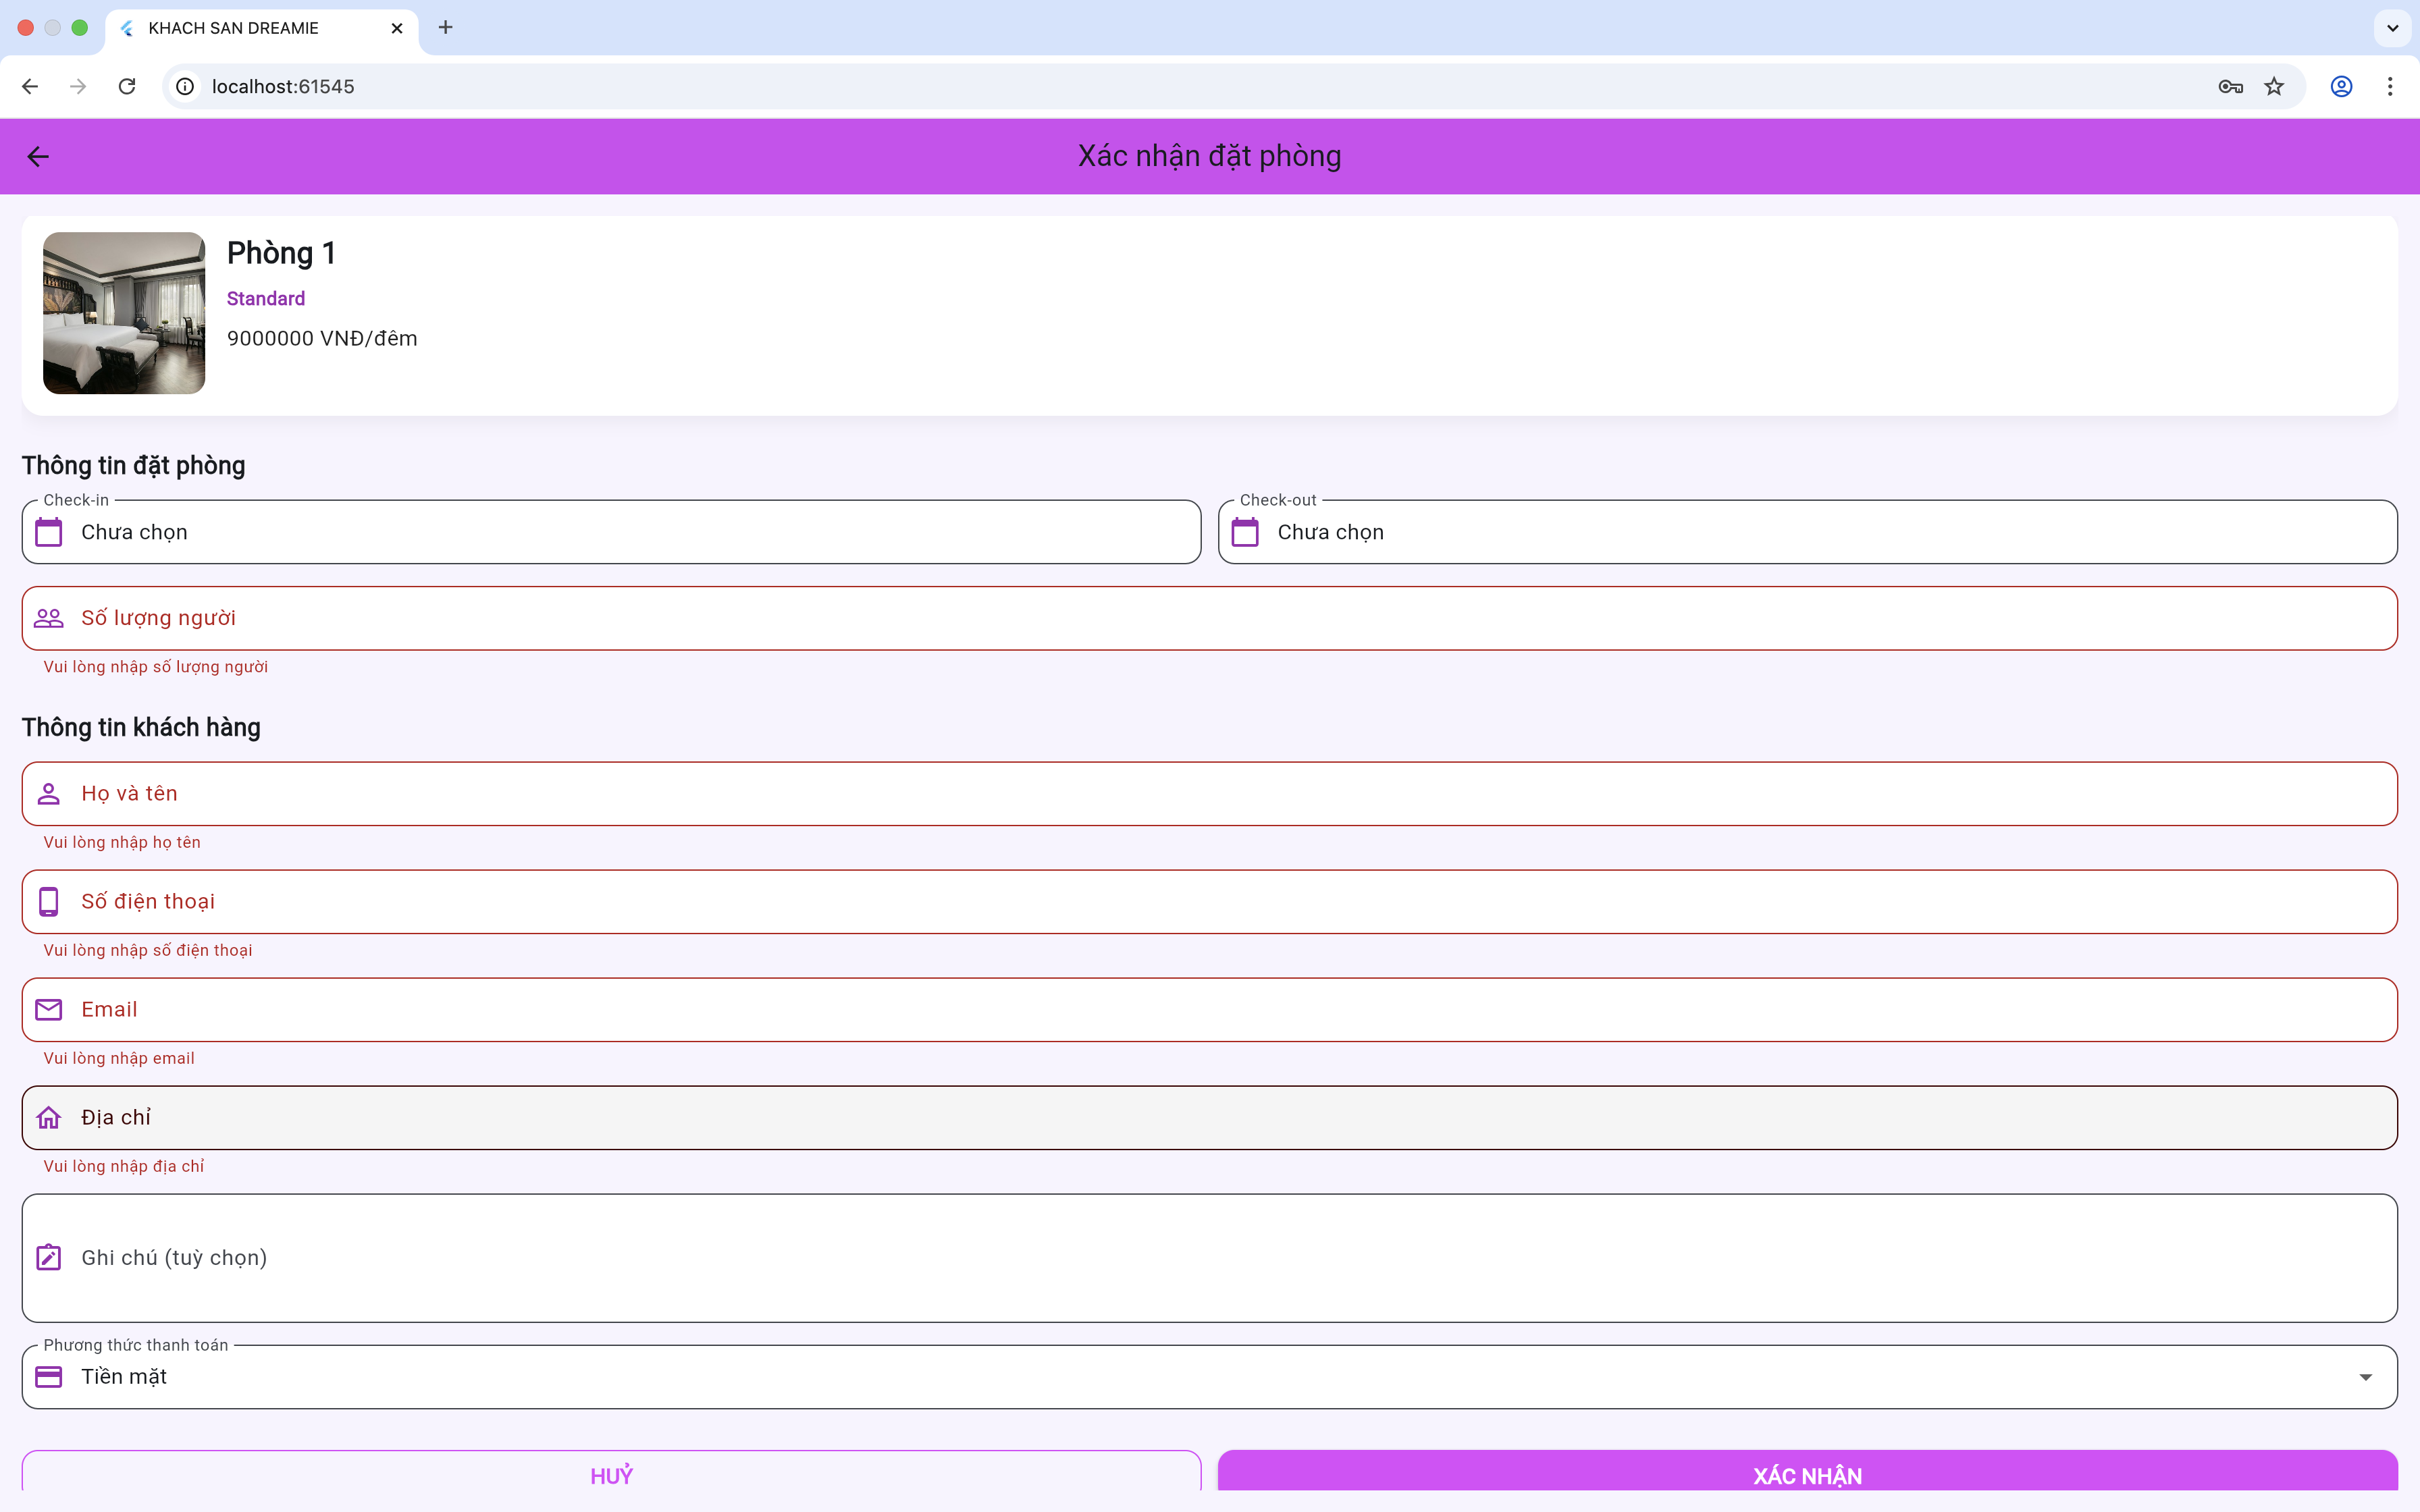 KHACH SAN DREAMIE
localhost:61545
Xác nhận đặt phòng
Phòng 1
Standard
9000000 VNĐ/đêm
Thông tin đặt phòng
Check-in
Chưa chọn
Check-out
Chưa chọn
Số lượng người
Vui lòng nhập số lượng người
Thông tin khách hàng
Họ và tên
Vui lòng nhập họ tên
Số điện thoại
Vui lòng nhập số điện thoại
Email
Vui lòng nhập email
Địa chỉ
Vui lòng nhập địa chỉ
Ghi chú (tuỳ chọn)
Phương thức thanh toán
Tiền mặt
HUỶ
XÁC NHẬN